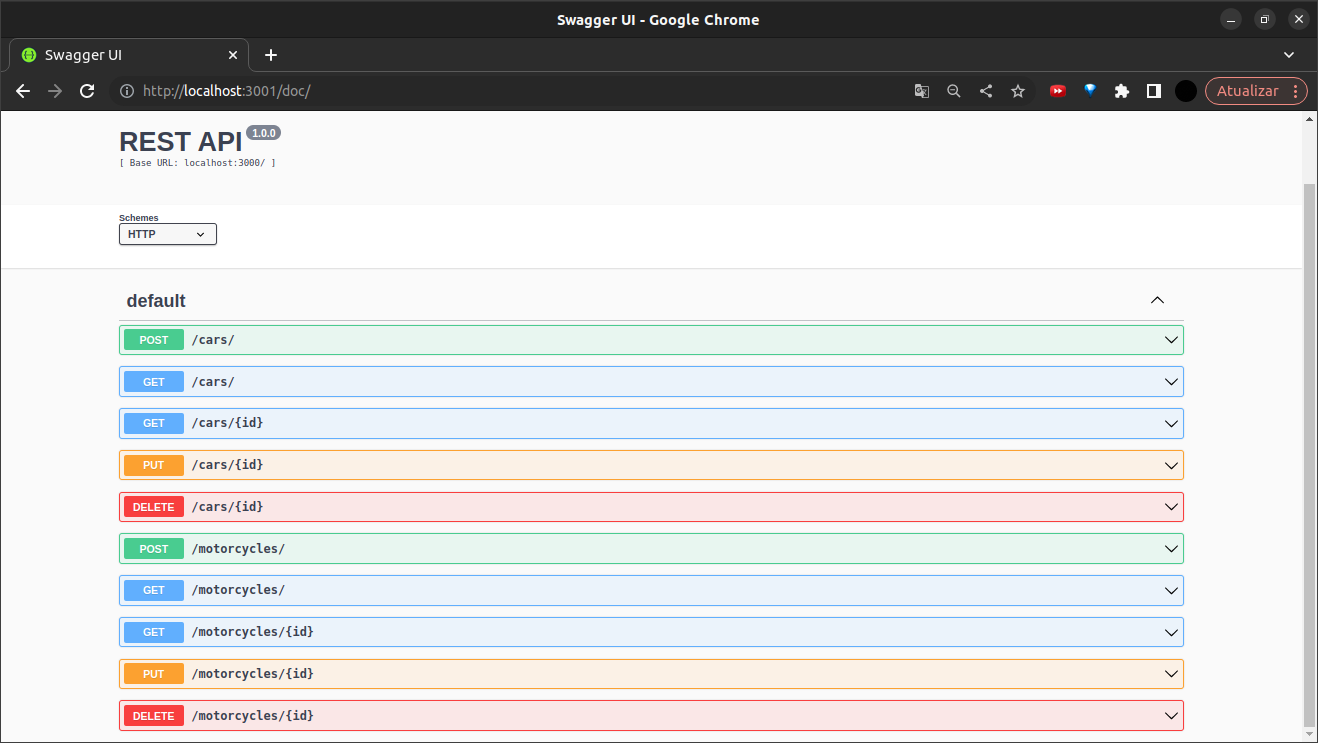 Swagger UI - Google Chrome
Swagger UI
http://localhost:3001/doc/
Atualizar
REST API 1.0.0
[ Base URL: localhost:3000/ ]
Schemes
HTTP
default
POST /cars/
GET /cars/
GET /cars/{id}
PUT /cars/{id}
DELETE /cars/{id}
POST /motorcycles/
GET /motorcycles/
GET /motorcycles/{id}
PUT /motorcycles/{id}
DELETE /motorcycles/{id}